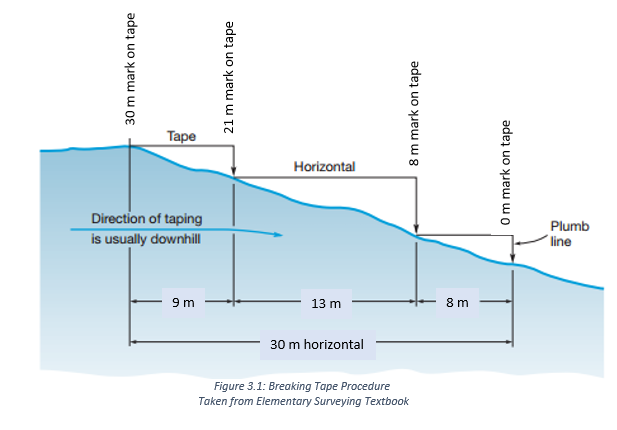 30 m mark on tape
21 m mark on tape
8 m mark on tape
0 m mark on tape
Tape
Horizontal
Direction of taping
is usually downhill
Plumb
line
9 m
13 m
8 m
30 m horizontal
Figure 3.1: Breaking Tape Procedure
Taken from Elementary Surveying Textbook